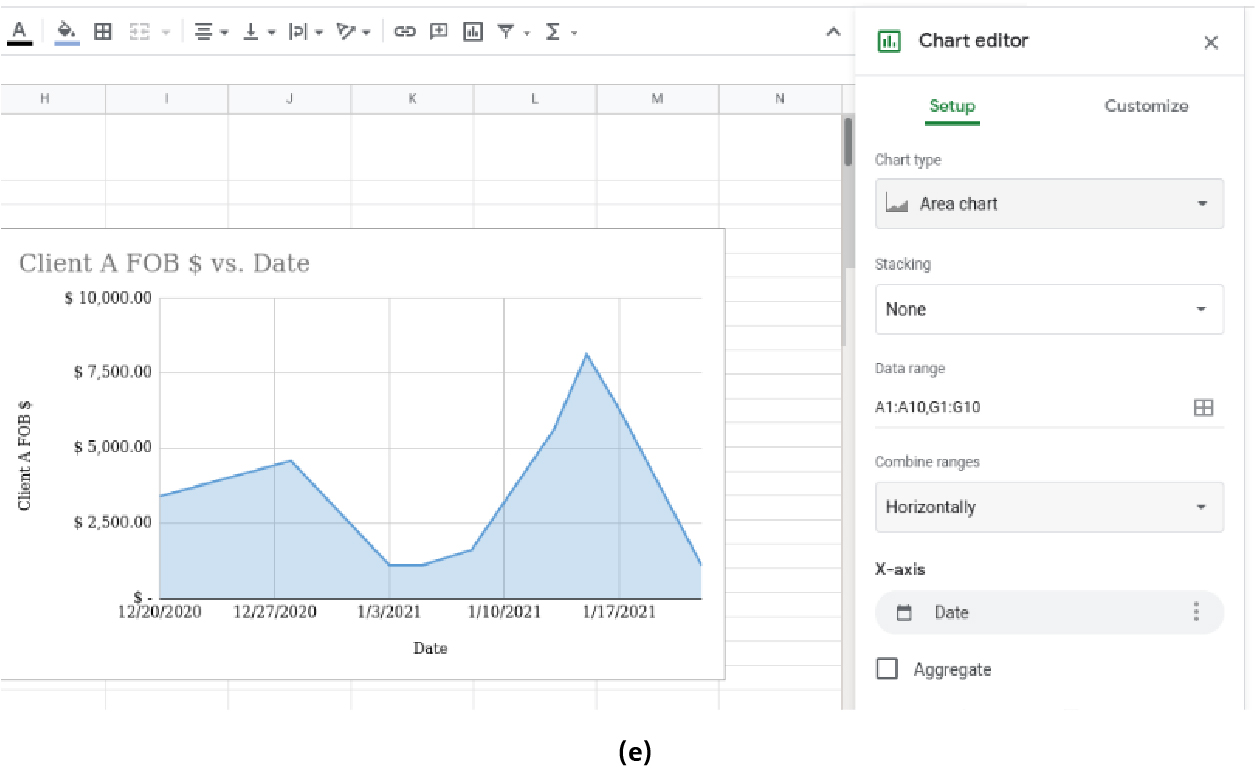 A
H I J K L M N
Client A FOB $ vs. Date
$ 10,000.00
$ 7,500.00
$ 5,000.00
$ 2,500.00
$ -
Client A FOB $
12/20/2020 12/27/2020 1/3/2021 1/10/2021 1/17/2021
Date
Chart editor
Setup Customize
Chart type
Area chart
Stacking
None
Data range
A1:A10,G1:G10
Combine ranges
Horizontally
X-axis
Date
Aggregate
(e)